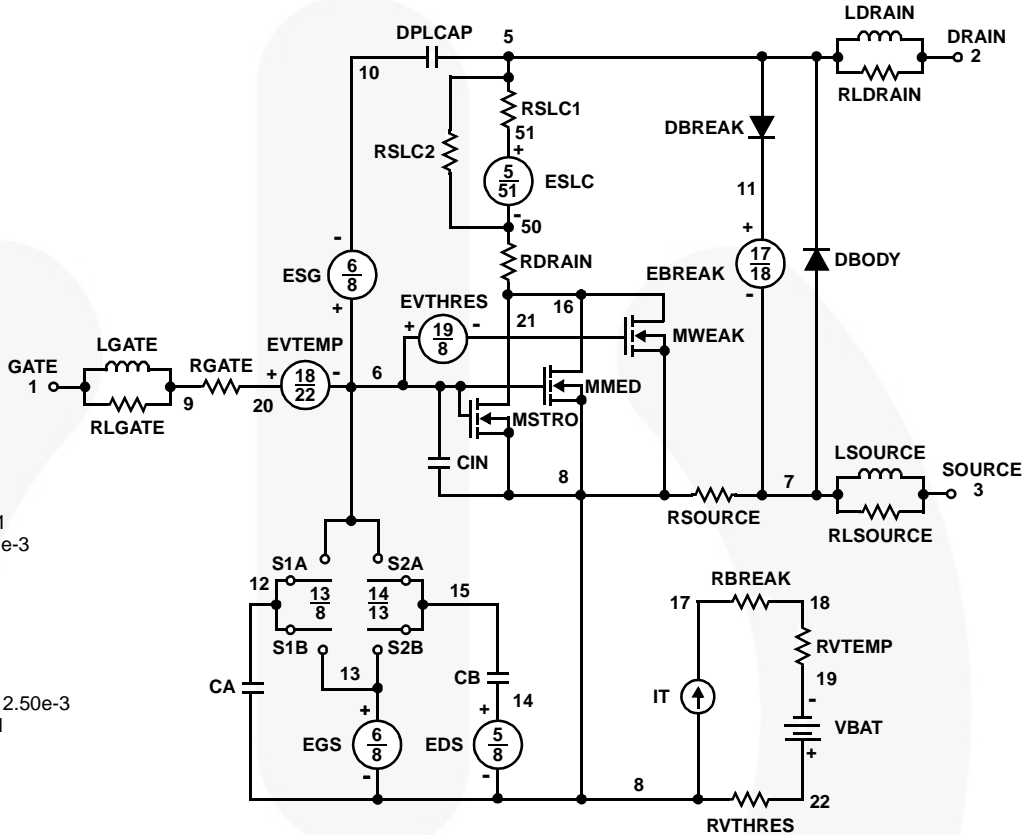 LDRAIN
DPLCAP
5
DRAIN
2
10
RLDRAIN
RSLC1
51
+
RSLC2
5
51
ESLC
-
50
DBREAK
11
+
17
18
EBREAK
-
DBODY
-
ESG
6
8
+
RDRAIN
EVTHRES
+
19
8
-
21
16
MWEAK
LGATE
GATE
1
RLGATE
9
RGATE
20
EVTEMP
+
18
22
-
6
MMED
MSTRO
CIN
8
RSOURCE
7
LSOURCE
SOURCE
3
RLSOURCE
e-3
S1A
S2A
12
13
8
14
13
15
S1B
S2B
13
CA
CB
14
+
EGS
6
8
-
+
EDS
5
8
-
8
2.50e-3
RBREAK
17
18
RVTEMP
19
-
IT
VBAT
+
22
RVTHRES